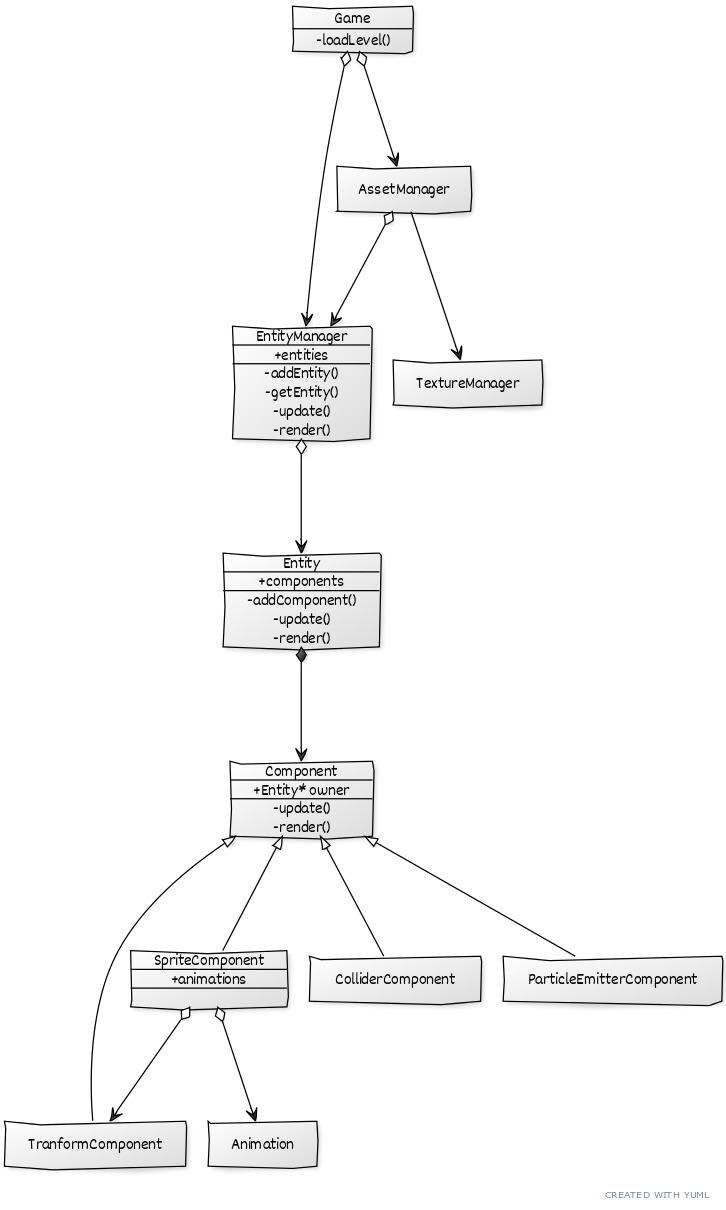 Game
-loadLevel()
AssetManager
EntityManager
+entities
-addEntity()
-getEntity()
-update()
-render()
TextureManager
Entity
+components
-addComponent()
-update()
-render()
Component
+Entity* owner
-update()
-render()
SpriteComponent
+animations
ColliderComponent
ParticleEmitterComponent
TranformComponent
Animation
CREATED WITH YUML